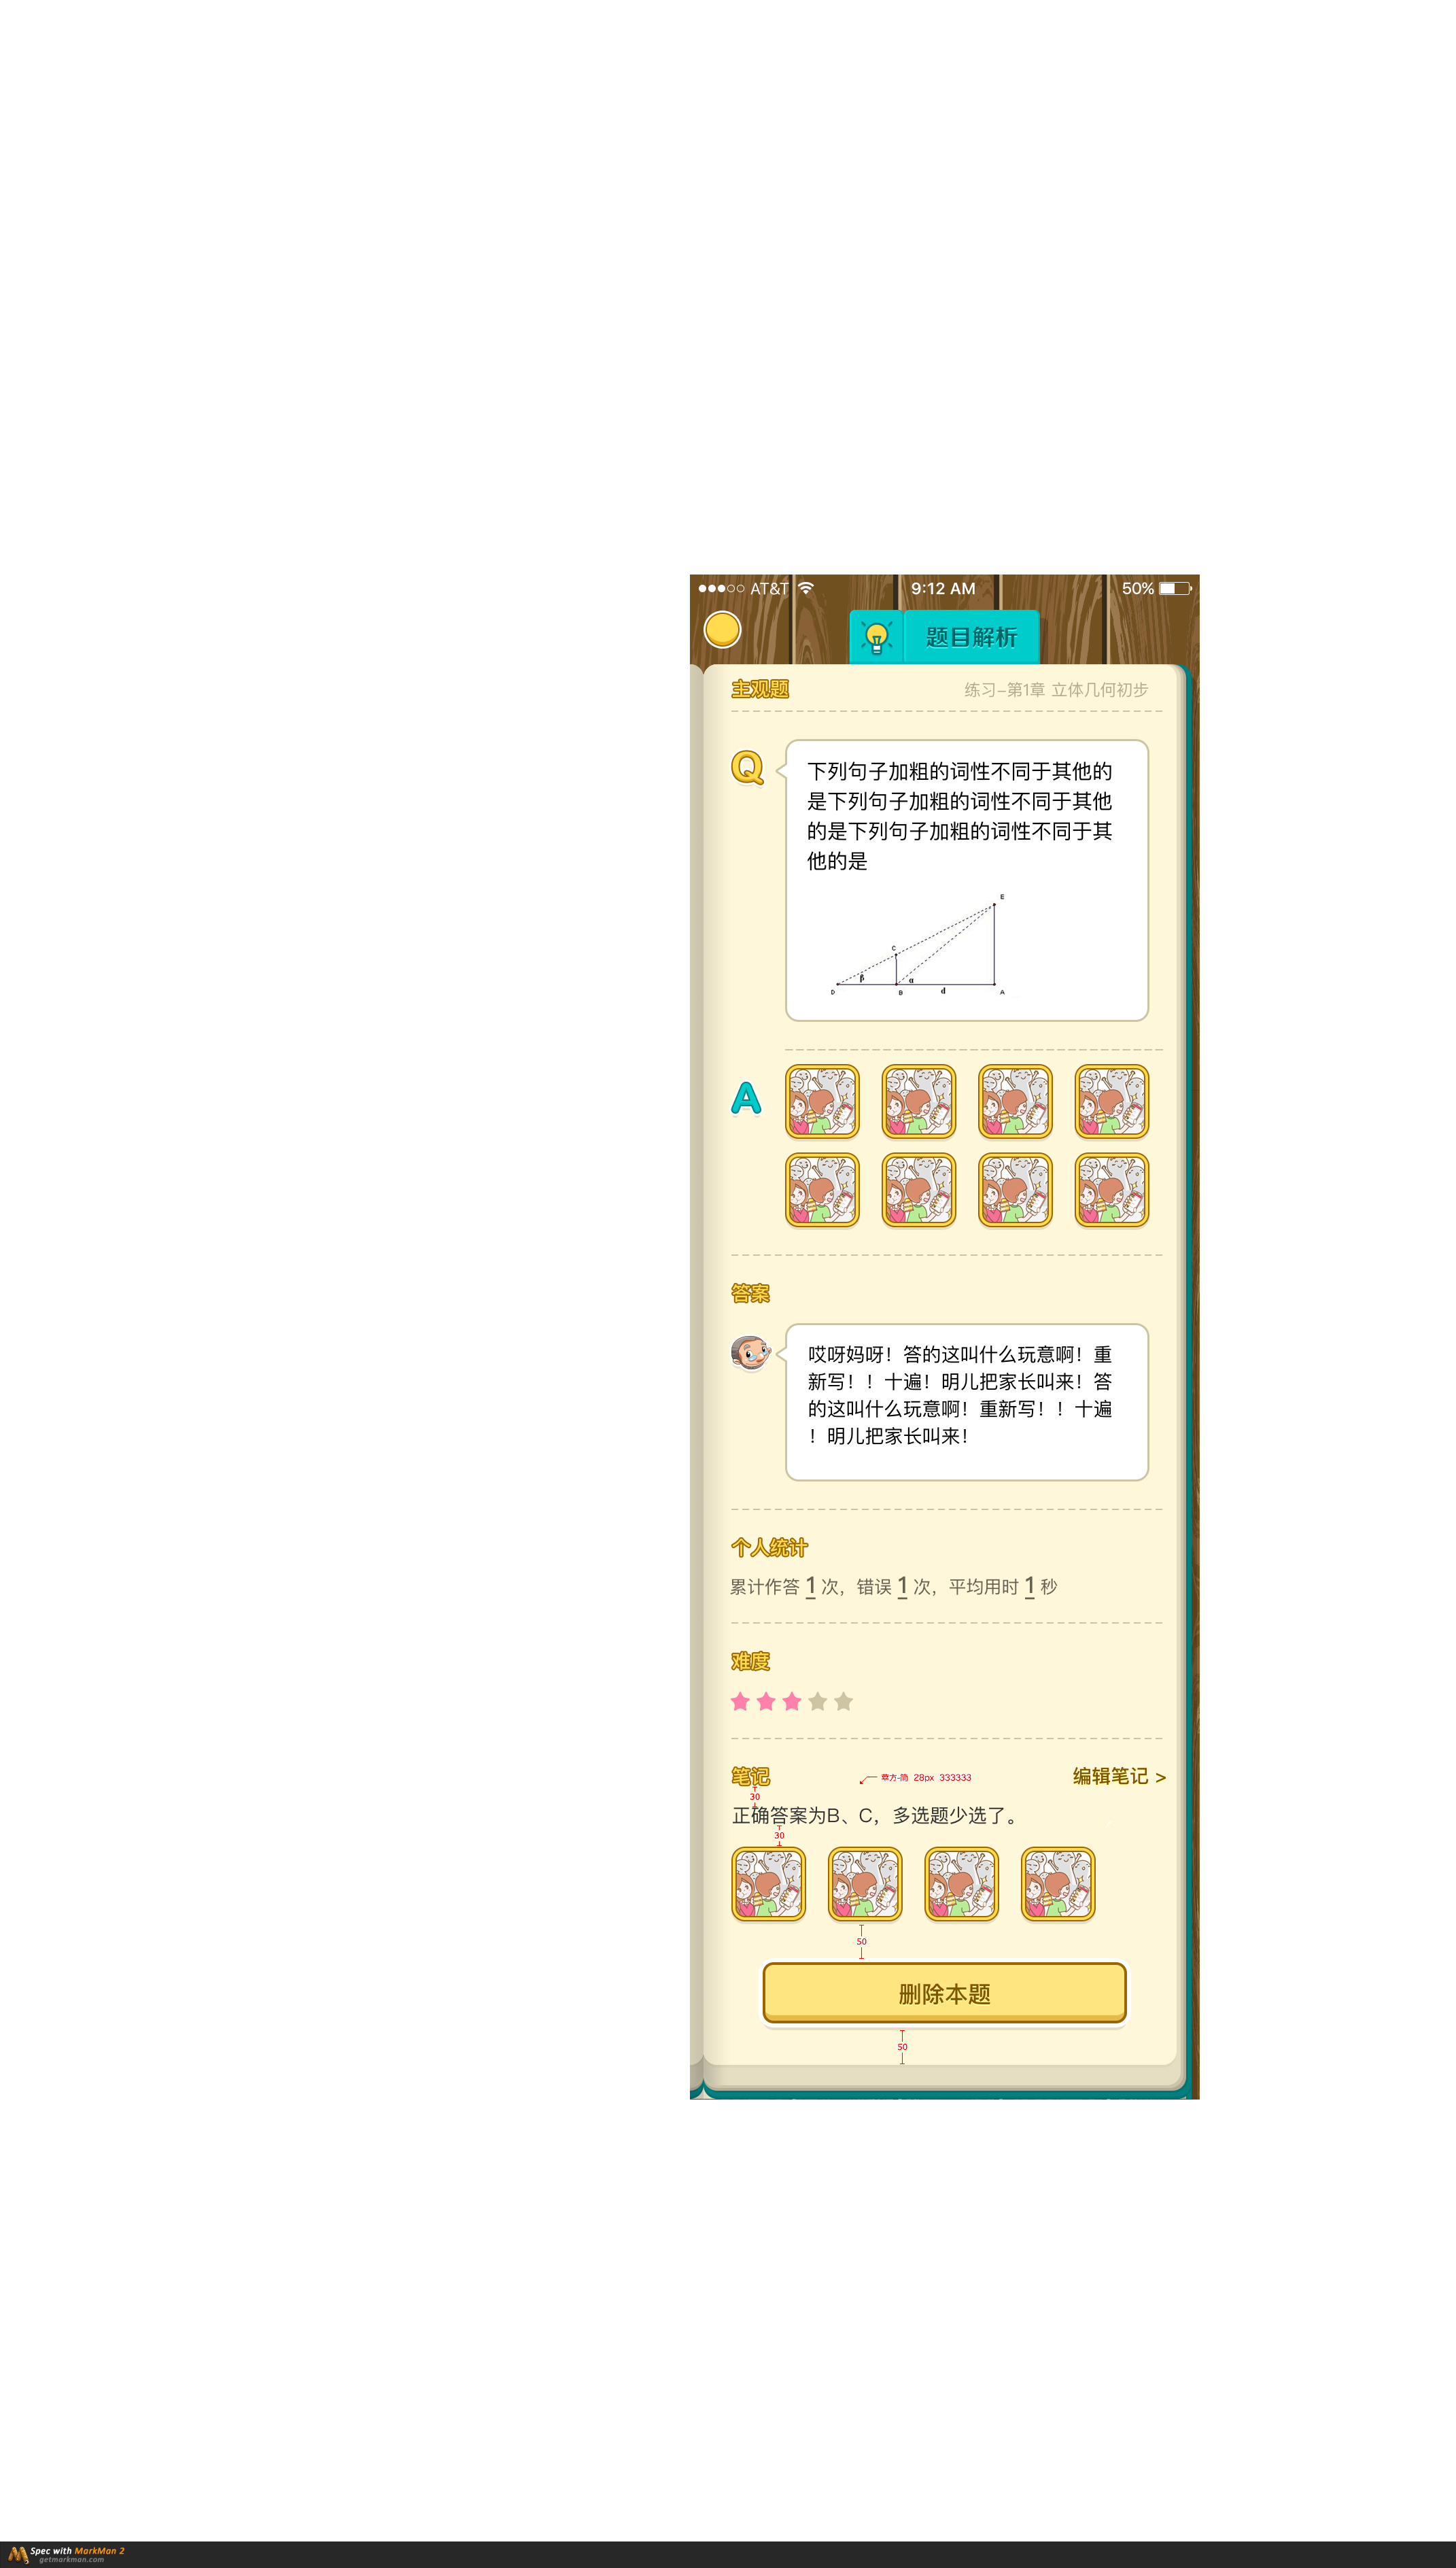 AT&T 9:12 AM 50%
题目解析
主观题 练习-第1章 立体几何初步
Q
下列句子加粗的词性不同于其他的
是下列句子加粗的词性不同于其他
的是下列句子加粗的词性不同于其
他的是
E
C
β α
D B d A
A
答案
哎呀妈呀！答的这叫什么玩意啊！重
新写！！十遍！明儿把家长叫来！答
的这叫什么玩意啊！重新写！！十遍
！明儿把家长叫来！
个人统计
累计作答 1 次，错误 1 次，平均用时 1 秒
难度
笔记 苹方-简 28px 333333 编辑笔记 >
30
正确答案为B、C，多选题少选了。
30
50
删除本题
50
Spec with MarkMan 2
getmarkman.com